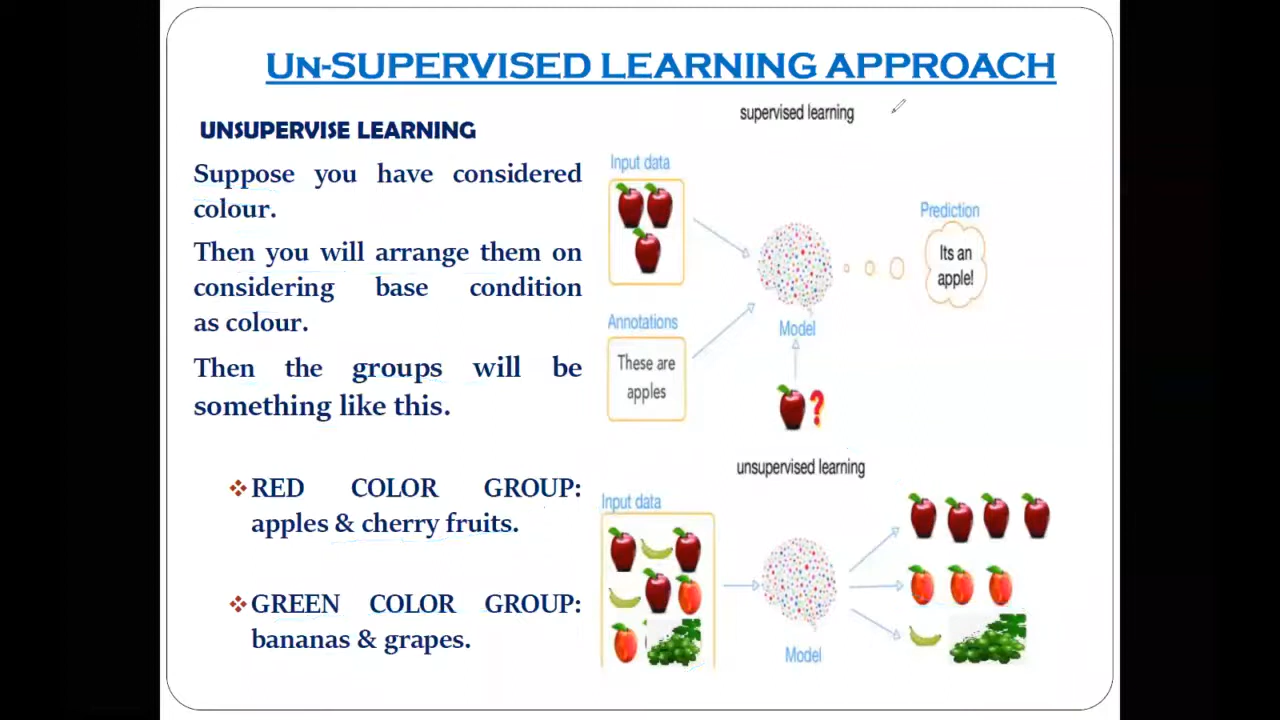 Un-SUPERVISED LEARNING APPROACH
UNSUPERVISE LEARNING
Suppose you have considered
colour.
Then you will arrange them on
considering base condition
as colour.
Then the groups will be
something like this.
❖ RED COLOR GROUP:
apples & cherry fruits.
❖ GREEN COLOR GROUP:
bananas & grapes.
supervised learning
Input data
Prediction
Its an
apple!
Annotations
Model
These are
apples
?
unsupervised learning
Input data
Model